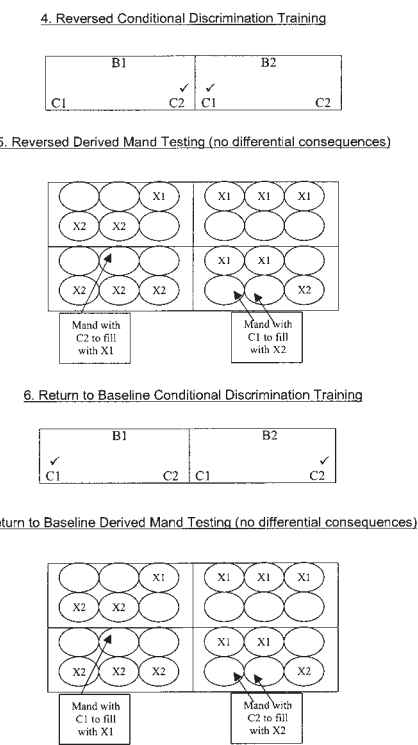 4. Reversed Conditional Discrimination Training
B1 B2
✓ ✓
C1 C2 C1 C2
5. Reversed Derived Mand Testing (no differential consequences)
X1 X1 X1 X1
X2 X2
X1 X1
X2 X2 X2 X2
Mand with
C2 to fill
with X1
Mand with
C1 to fill
with X2
6. Return to Baseline Conditional Discrimination Training
B1 B2
✓ ✓
C1 C2 C1 C2
eturn to Baseline Derived Mand Testing (no differential consequences)
X1 X1 X1 X1
X2 X2
X1 X1
X2 X2 X2 X2
Mand with
C1 to fill
with X1
Mand with
C2 to fill
with X2